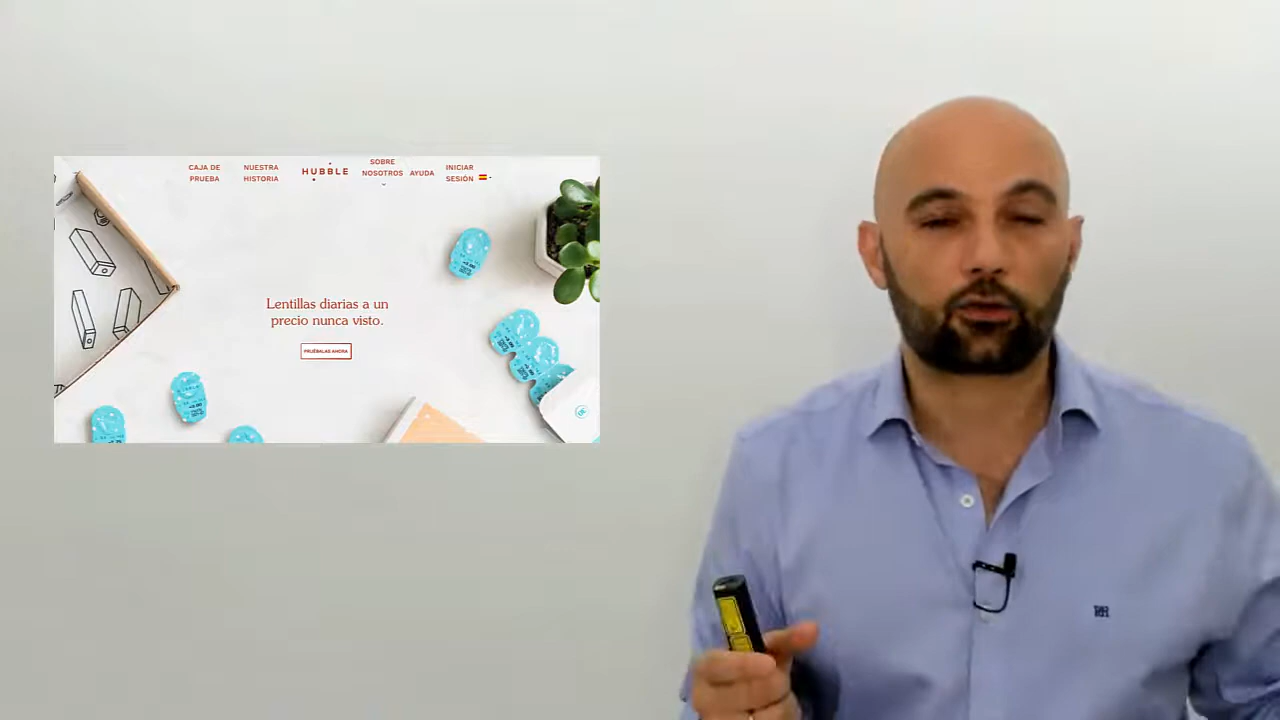 CAJA DE
PRUEBA
NUESTRA
HISTORIA
HUBBLE
SOBRE
NOSOTROS
AYUDA
INICIAR
SESIÓN
Lentillas diarias a un
precio nunca visto.
PRUÉBALAS AHORA